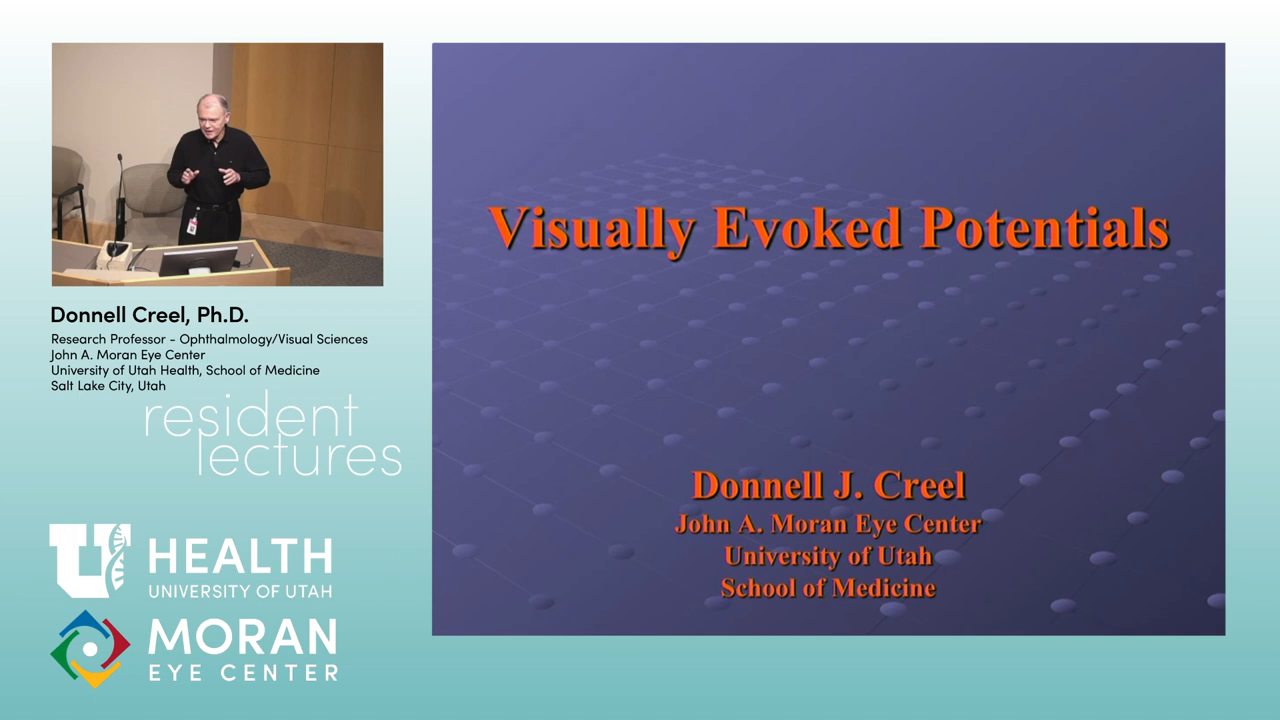 Donnell Creel, Ph.D.
Research Professor - Ophthalmology/Visual Sciences
John A. Moran Eye Center
University of Utah Health, School of Medicine
Salt Lake City, Utah
resident
lectures
U HEALTH
UNIVERSITY OF UTAH
MORAN
EYE CENTER
Visually Evoked Potentials
Donnell J. Creel
John A. Moran Eye Center
University of Utah
School of Medicine